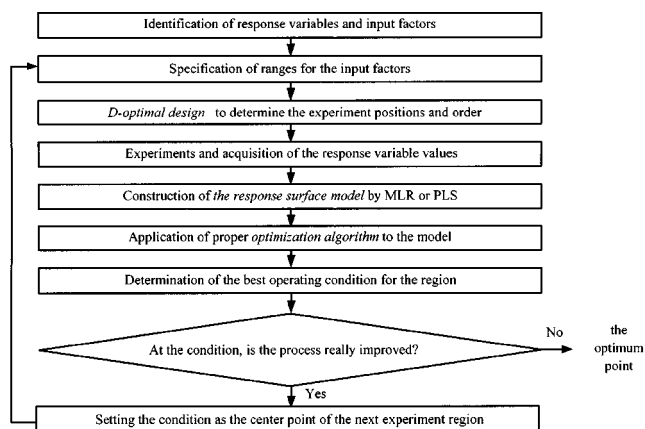 Identification of response variables and input factors
Specification of ranges for the input factors
D-optimal design to determine the experiment positions and order
Experiments and acquisition of the response variable values
Construction of the response surface model by MLR or PLS
Application of proper optimization algorithm to the model
Determination of the best operating condition for the region
At the condition, is the process really improved?
No
the
optimum
point
Yes
Setting the condition as the center point of the next experiment region